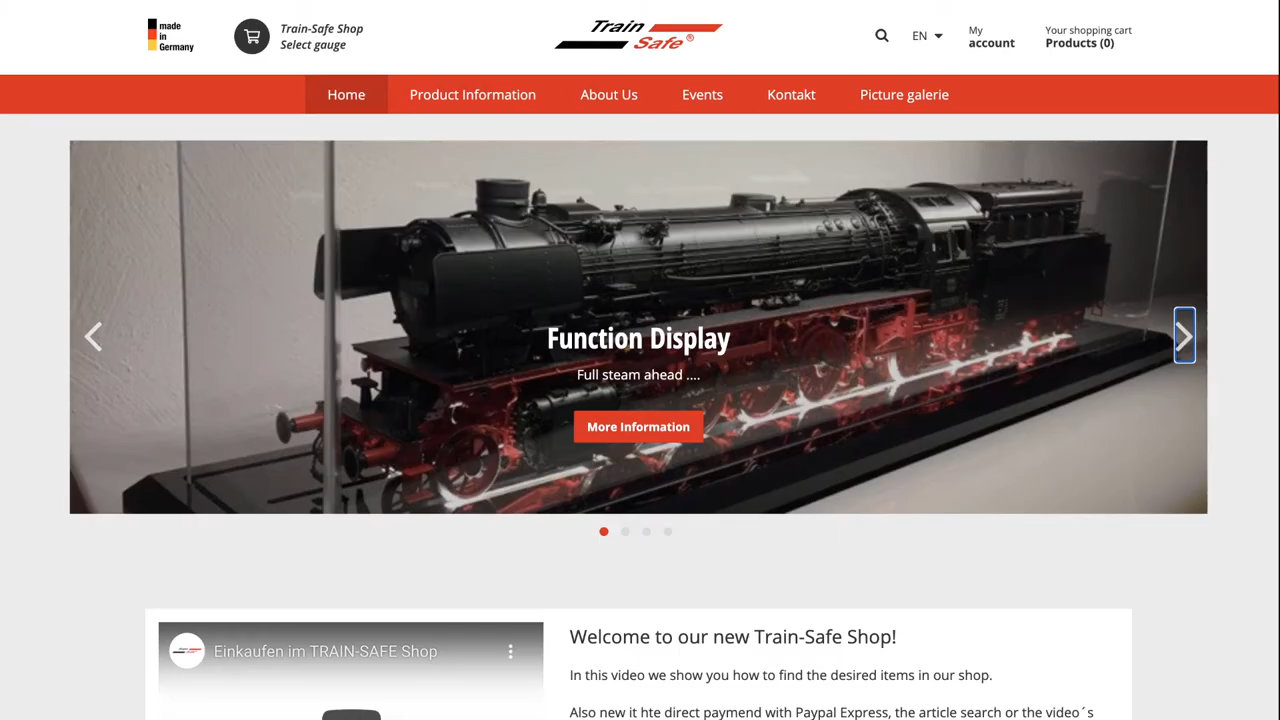 made
in
Germany
Train-Safe Shop
Select gauge
Train
Safe®
EN
My
account
Your shopping cart
Products (0)
Home
Product Information
About Us
Events
Kontakt
Picture galerie
Function Display
Full steam ahead ....
More Information
Einkaufen im TRAIN-SAFE Shop
Welcome to our new Train-Safe Shop!
In this video we show you how to find the desired items in our shop.
Also new it hte direct paymend with Paypal Express, the article search or the video´s